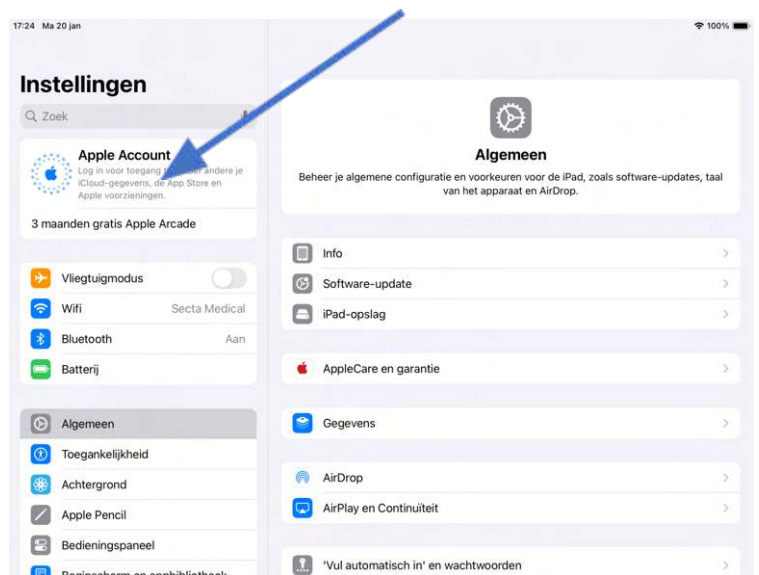 17:24 Ma 20 jan
100%
Instellingen
Zoek
Apple Account
Log in voor toegang andere je
iCloud-gegevens, de App Store en
Apple voorzieningen.
3 maanden gratis Apple Arcade
Vliegtuigmodus
Wifi Secta Medical
Bluetooth Aan
Batterij
Algemeen
Toegankelijkheid
Achtergrond
Apple Pencil
Bedieningspaneel
Algemeen
Beheer je algemene configuratie en voorkeuren voor de iPad, zoals software-updates, taal
van het apparaat en AirDrop.
Info
Software-update
iPad-opslag
AppleCare en garantie
Gegevens
AirDrop
AirPlay en Continuïteit
'Vul automatisch in' en wachtwoorden